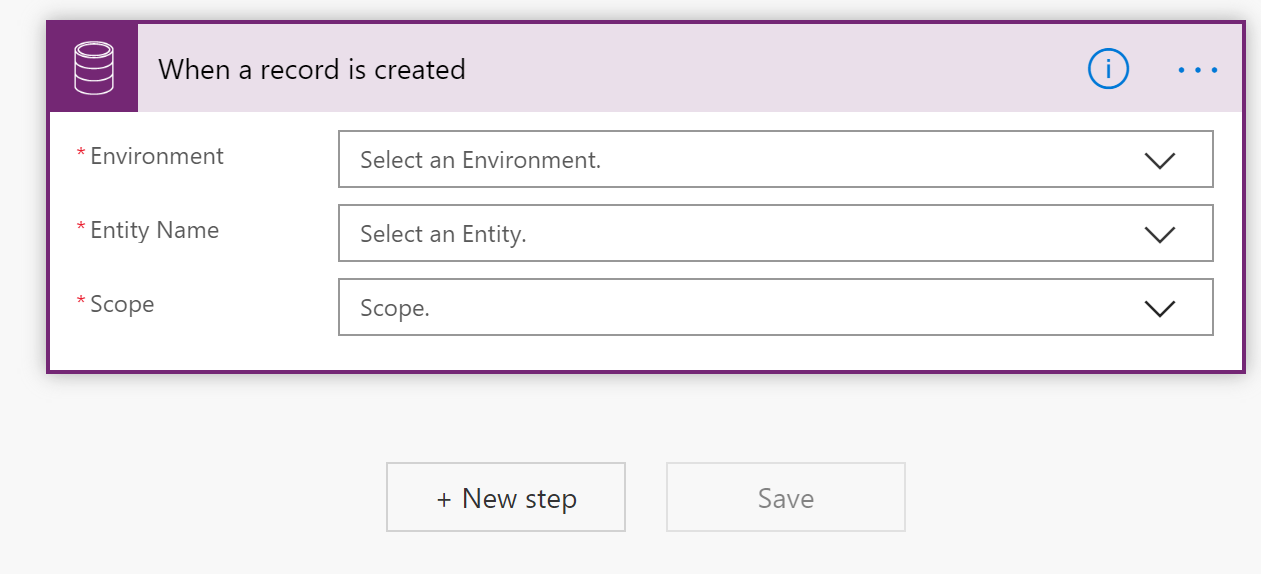 When a record is created
* Environment
Select an Environment.
* Entity Name
Select an Entity.
* Scope
Scope.
+ New step
Save